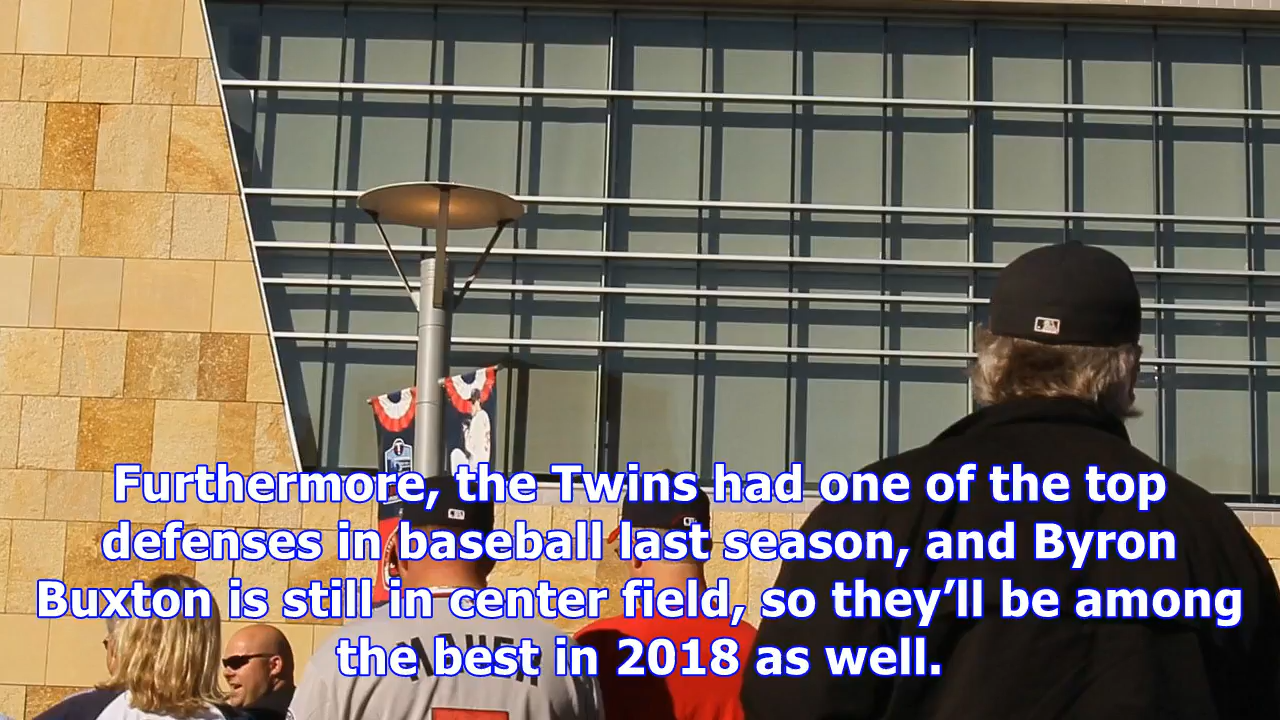 Furthermore, the Twins had one of the top
defenses in baseball last season, and Byron
Buxton is still in center field, so they’ll be among
the best in 2018 as well.
MAUER